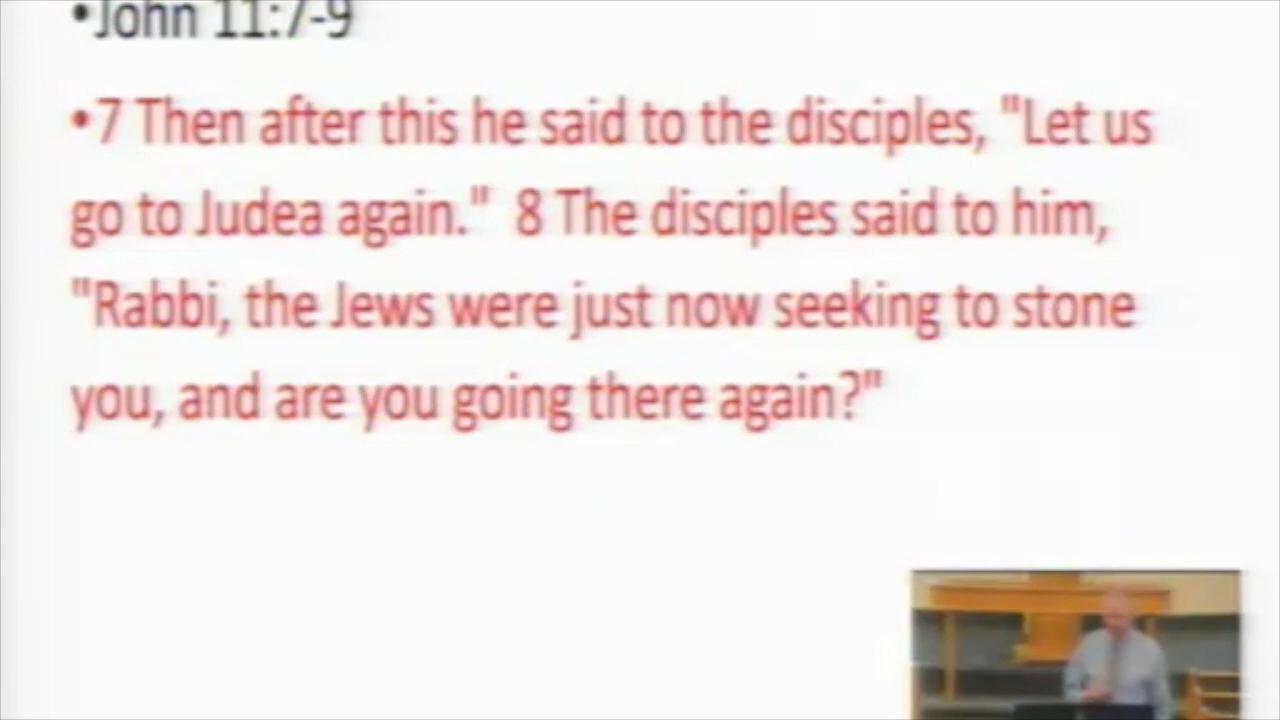 •John 11:7-9
•7 Then after this he said to the disciples, "Let us
go to Judea again."  8 The disciples said to him,
"Rabbi, the Jews were just now seeking to stone
you, and are you going there again?"